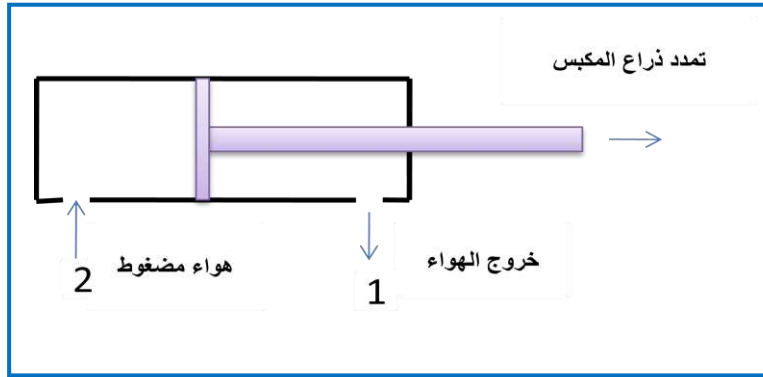 تمدد ذراع المكبس
هواء مضغوط
2
خروج الهواء
1